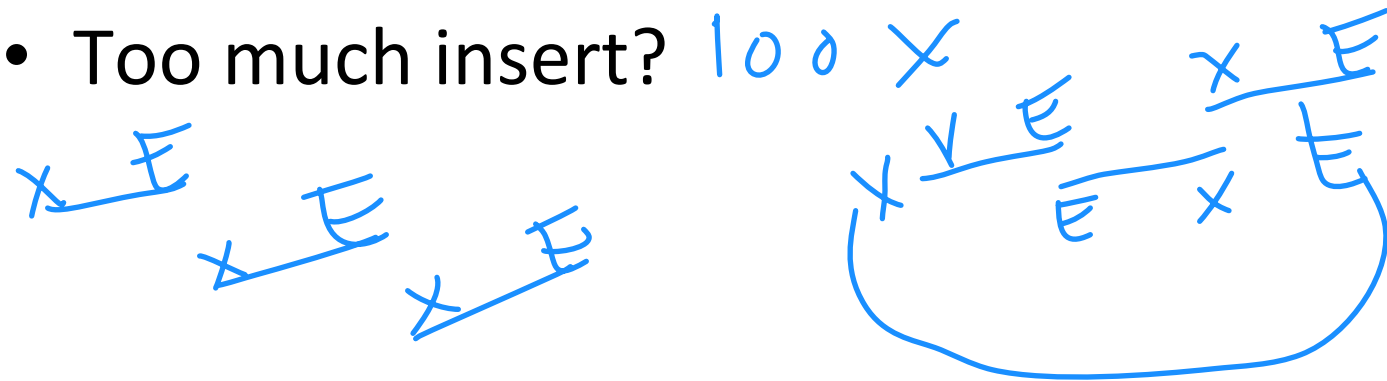 • Too much insert? 100 X
X E
X E
X E
X E
X V E
E X
E